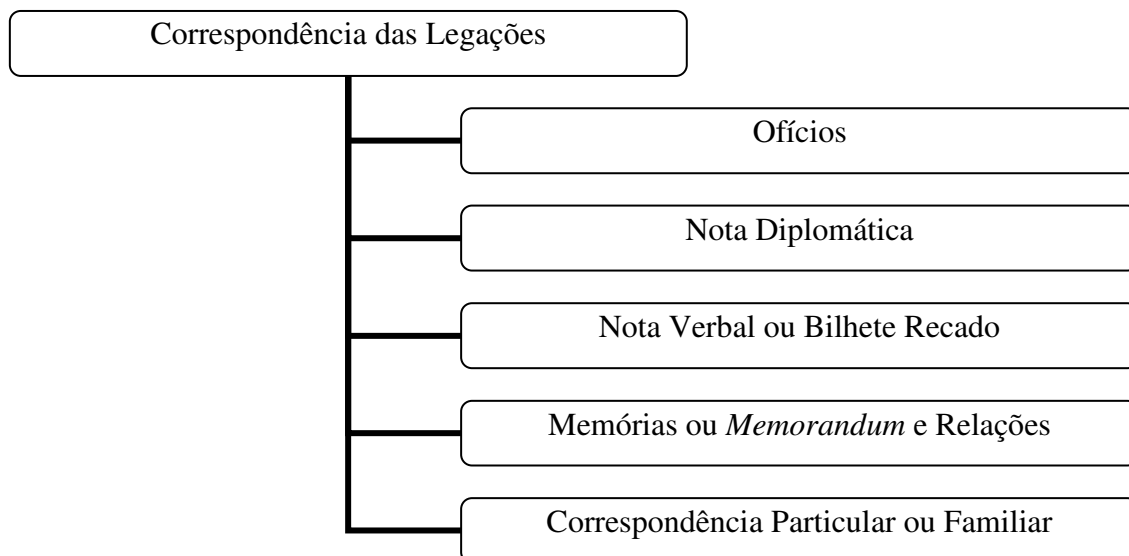 Correspondência das Legações
Ofícios
Nota Diplomática
Nota Verbal ou Bilhete Recado
Memórias ou Memorandum e Relações
Correspondência Particular ou Familiar